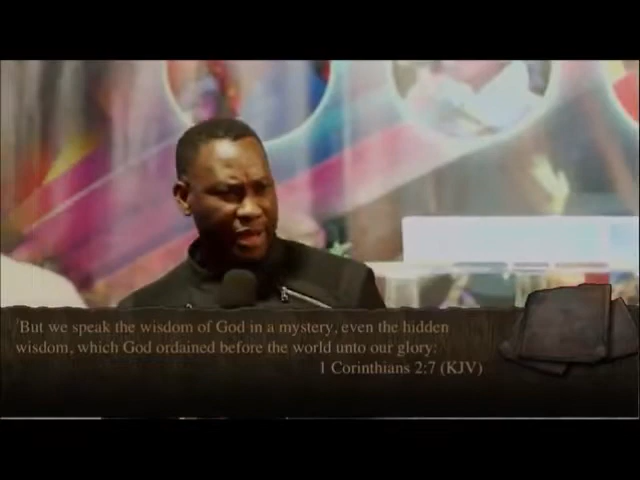 'But we speak the wisdom of God in a mystery, even the hidden
wisdom, which God ordained before the world unto our glory:
1 Corinthians 2:7 (KJV)